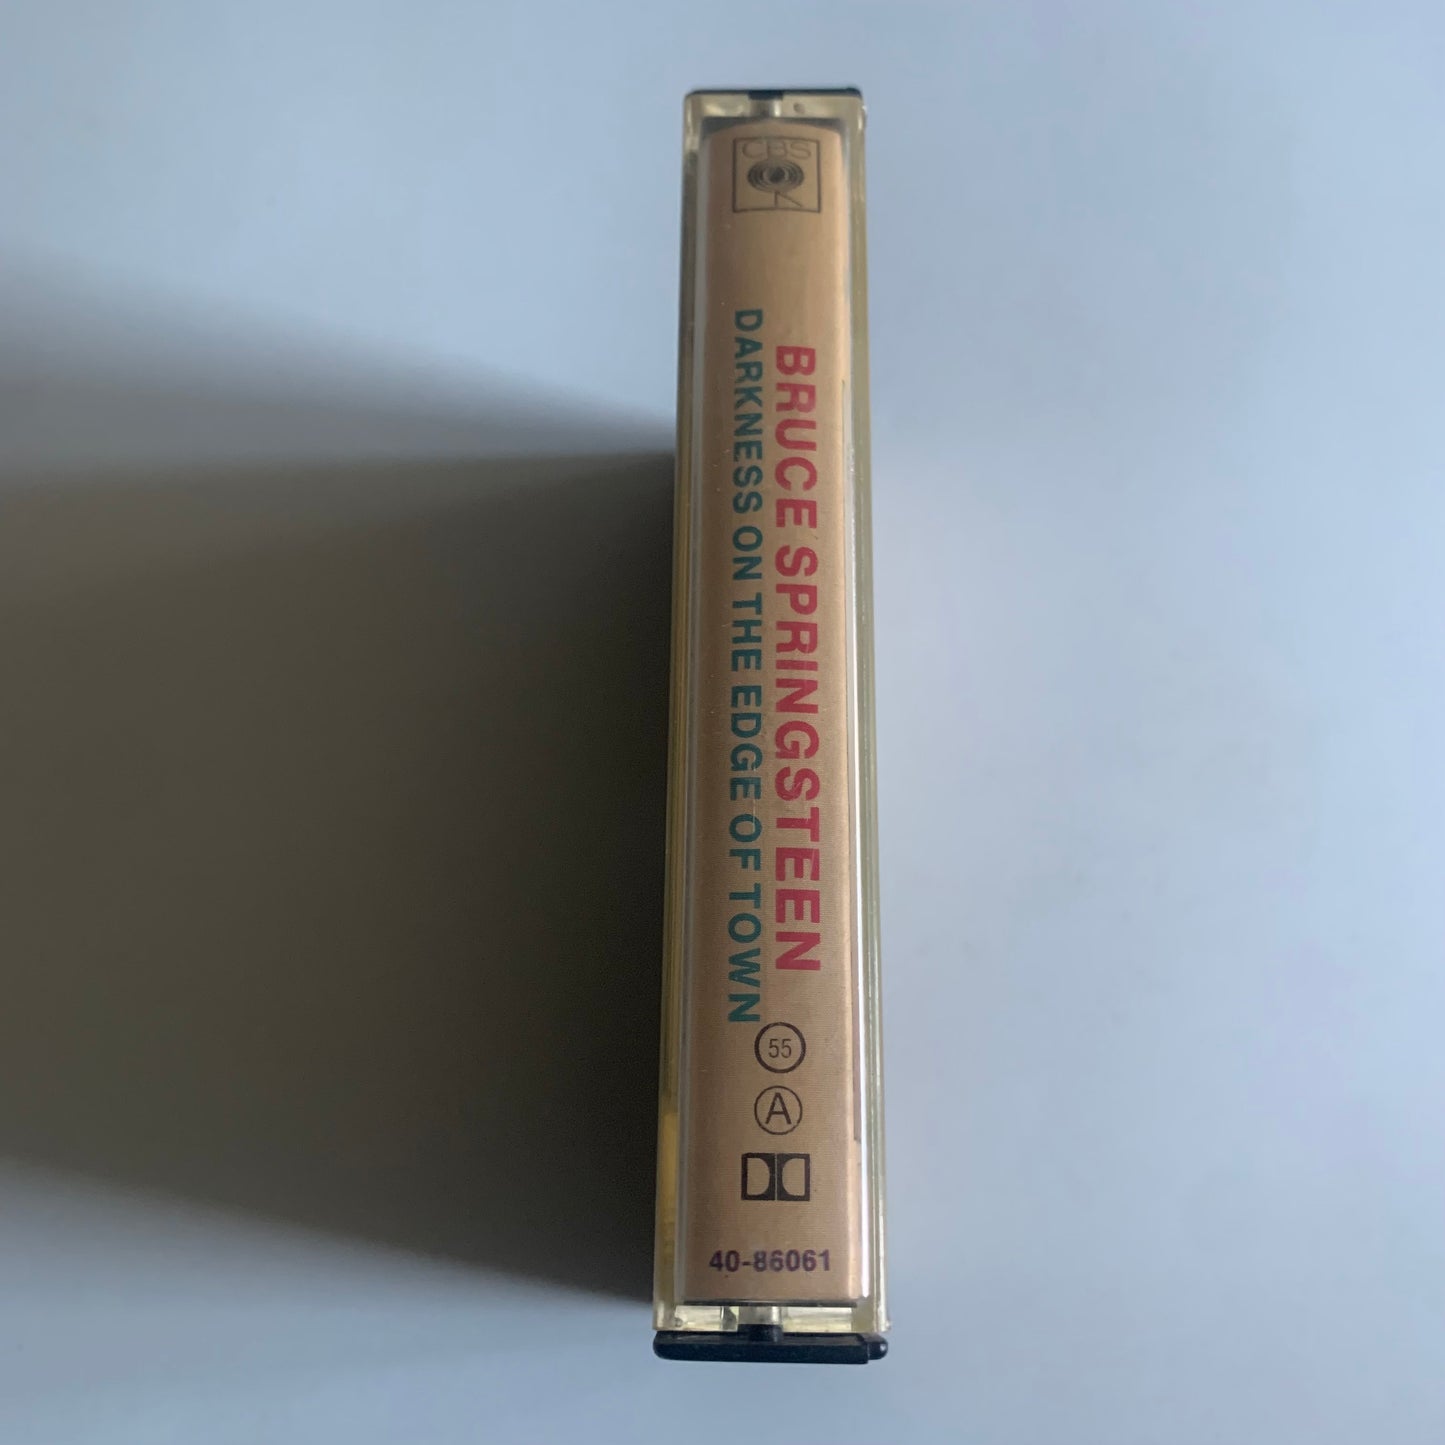 CBS
BRUCE SPRINGSTEEN
DARKNESS ON THE EDGE OF TOWN
55
A
40-86061